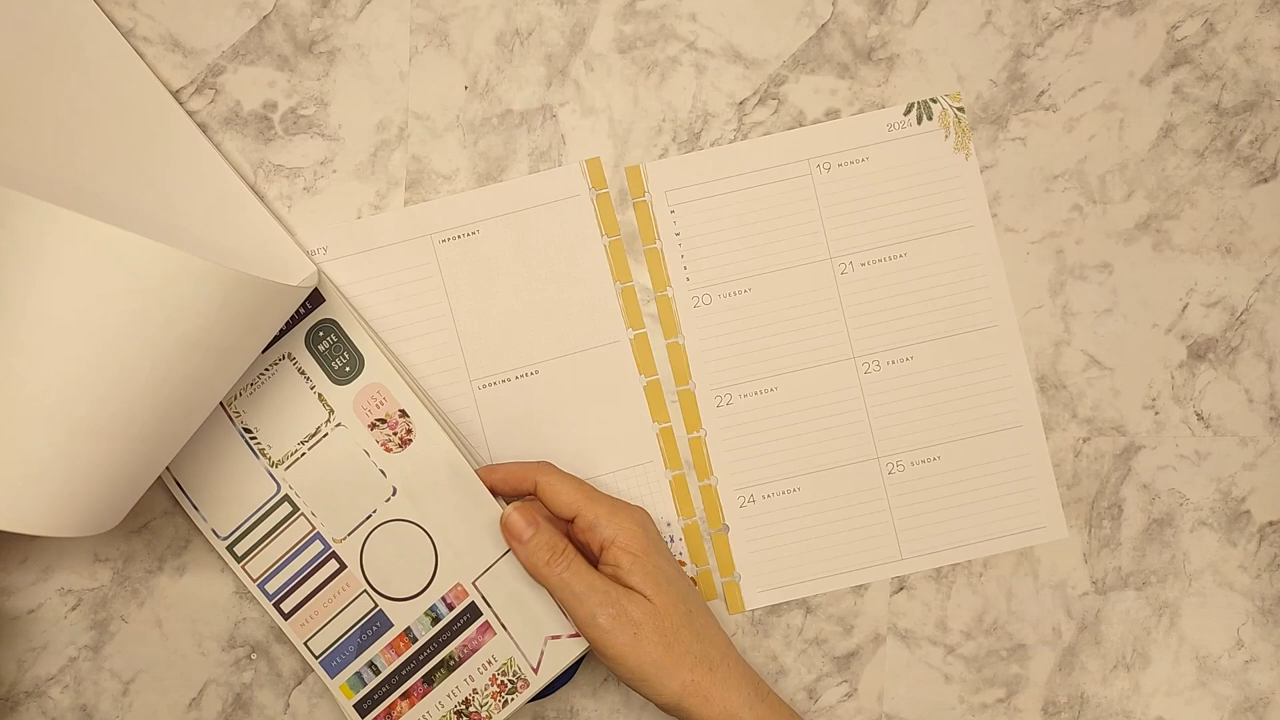 IMPORTANT
LOOKING AHEAD
2024
M
T
W
T
F
S
S
19 MONDAY
20 TUESDAY
21 WEDNESDAY
22 THURSDAY
23 FRIDAY
24 SATURDAY
25 SUNDAY
NOTE
TO
SELF
LIST
IT OUT
IMPORTANT
NEED COFFEE
HELLO TODAY
DO MORE OF WHAT MAKES YOU HAPPY
FOR THE WEEKEND
YET TO COME